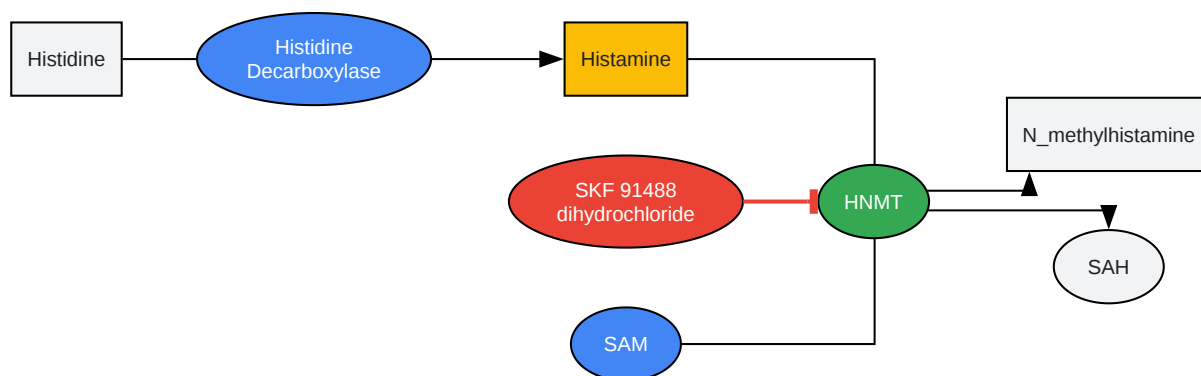 Histidine
Histidine
Decarboxylase
Histamine
N_methylhistamine
SKF 91488
dihydrochloride
HNMT
SAH
SAM